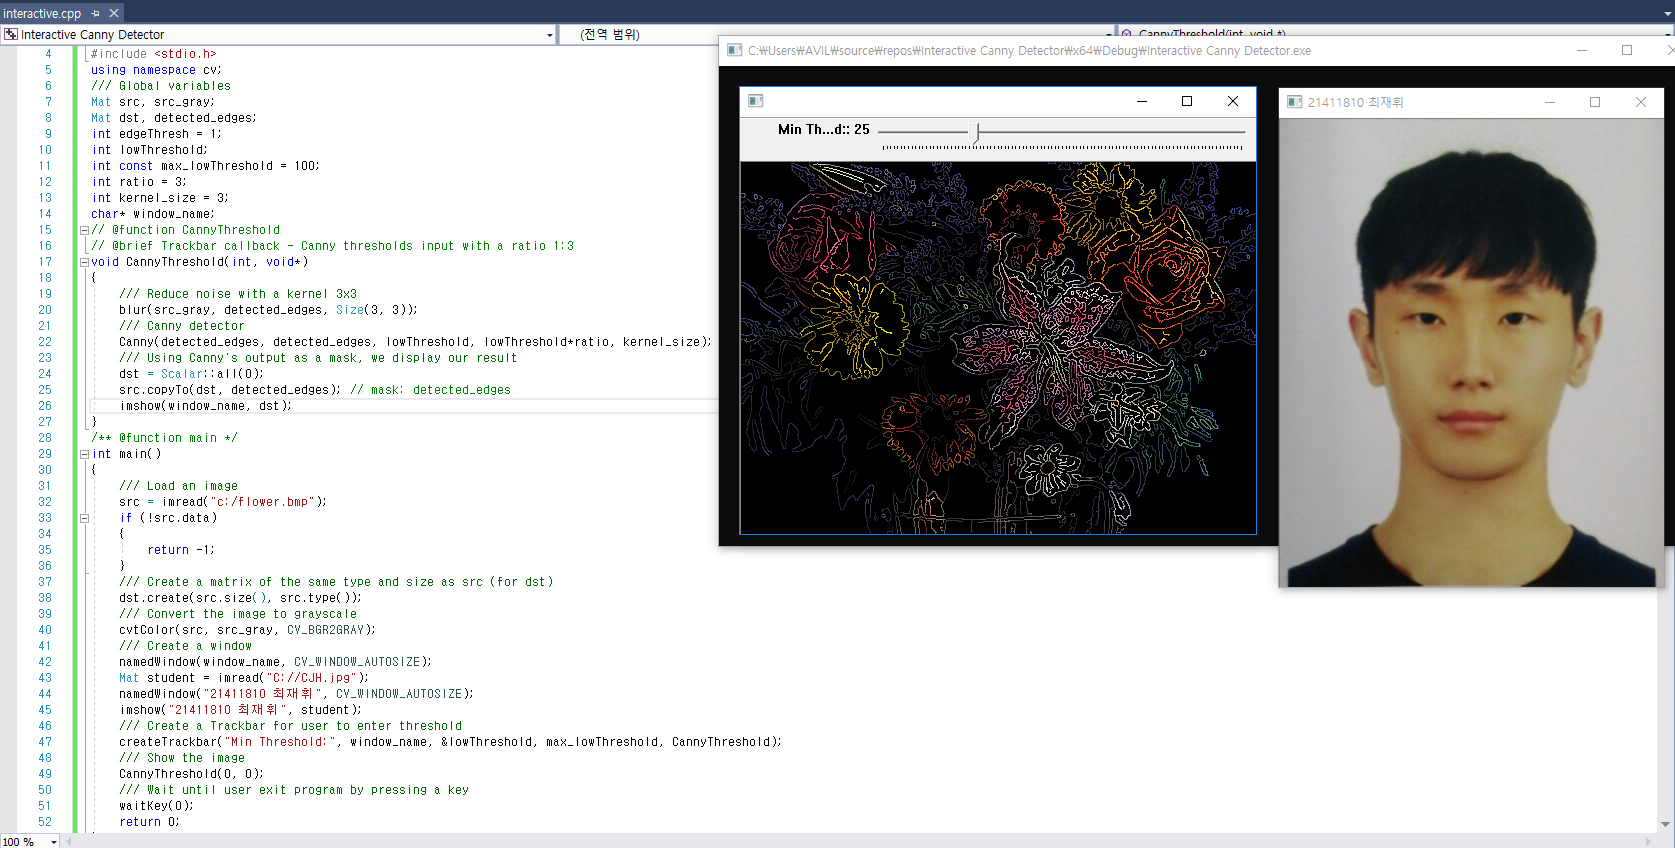 interactive.cpp
Interactive Canny Detector
(전역 범위)
CannyThreshold(int, void *)
4 #include <stdio.h>
5 using namespace cv;
6 /// Global variables
7 Mat src, src_gray;
8 Mat dst, detected_edges;
9 int edgeThresh = 1;
10 int lowThreshold;
11 int const max_lowThreshold = 100;
12 int ratio = 3;
13 int kernel_size = 3;
14 char* window_name;
15 // @function CannyThreshold
16 // @brief Trackbar callback - Canny thresholds input with a ratio 1:3
17 void CannyThreshold(int, void*)
18 {
19 /// Reduce noise with a kernel 3x3
20 blur(src_gray, detected_edges, Size(3, 3));
21 /// Canny detector
22 Canny(detected_edges, detected_edges, lowThreshold, lowThreshold*ratio, kernel_size);
23 /// Using Canny's output as a mask, we display our result
24 dst = Scalar::all(0);
25 src.copyTo(dst, detected_edges); // mask: detected_edges
26 imshow(window_name, dst);
27 }
28 /** @function main */
29 int main()
30 {
31 /// Load an image
32 src = imread("c:/flower.bmp");
33 if (!src.data)
34 {
35 return -1;
36 }
37 /// Create a matrix of the same type and size as src (for dst)
38 dst.create(src.size(), src.type());
39 /// Convert the image to grayscale
40 cvtColor(src, src_gray, CV_BGR2GRAY);
41 /// Create a window
42 namedWindow(window_name, CV_WINDOW_AUTOSIZE);
43 Mat student = imread("C://CJH.jpg");
44 namedWindow("21411810 최재휘", CV_WINDOW_AUTOSIZE);
45 imshow("21411810 최재휘", student);
46 /// Create a Trackbar for user to enter threshold
47 createTrackbar("Min Threshold:", window_name, &lowThreshold, max_lowThreshold, CannyThreshold);
48 /// Show the image
49 CannyThreshold(0, 0);
50 /// Wait until user exit program by pressing a key
51 waitKey(0);
52 return 0;
100 %
C:₩Users₩AVIL₩source₩repos₩Interactive Canny Detector₩x64₩Debug₩Interactive Canny Detector.exe
Min Th...d:: 25
21411810 최재휘